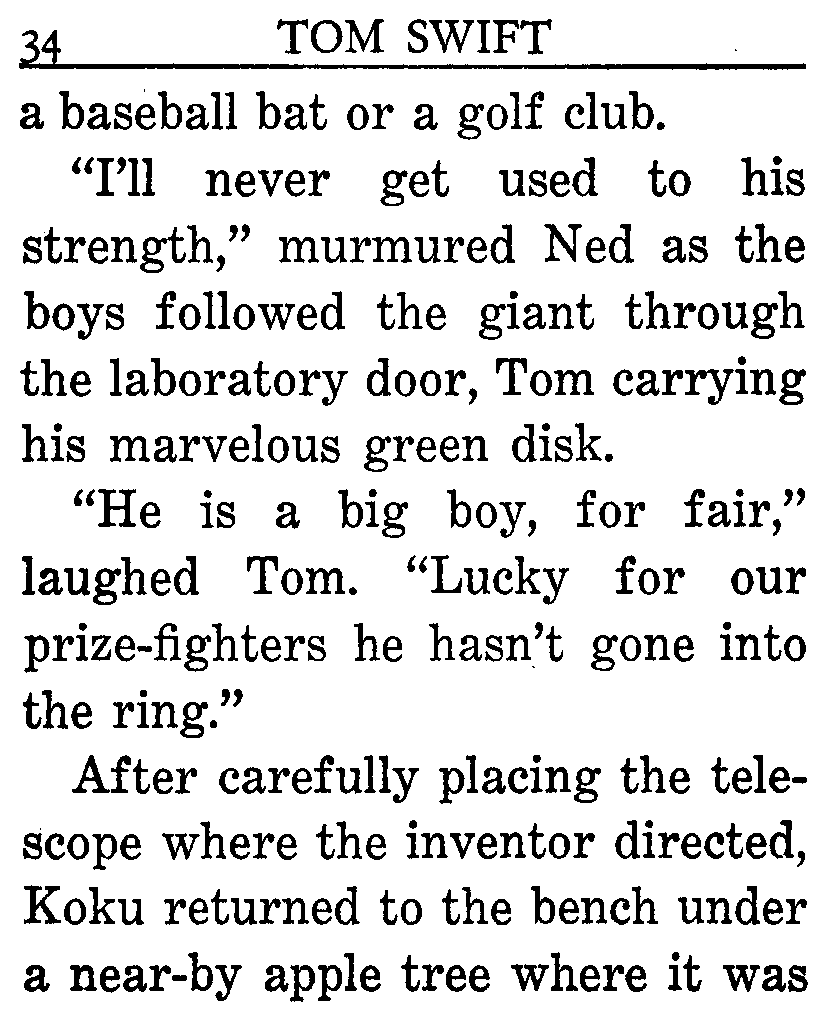 34 TOM SWIFT
a baseball bat or a golf club.
“I’ll never get used to his
strength,” murmured Ned as the
boys followed the giant through
the laboratory door, Tom carrying
his marvelous green disk.
“He is a big boy, for fair,”
laughed Tom. “Lucky for our
prize-fighters he hasn’t gone into
the ring.”
After carefully placing the tele-
scope where the inventor directed,
Koku returned to the bench under
a near-by apple tree where it was